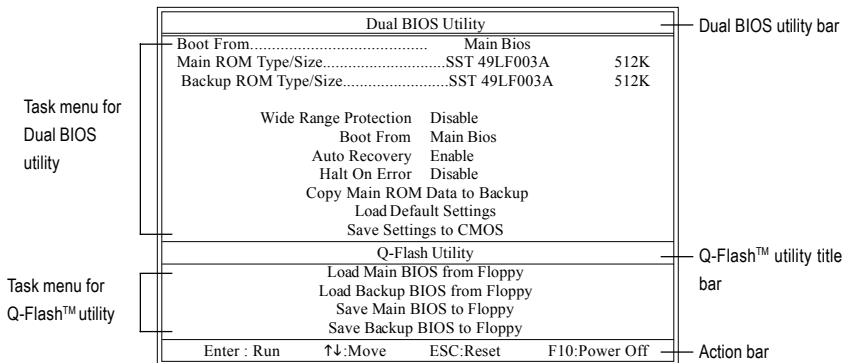 Dual BIOS Utility
Dual BIOS utility bar
Boot From.......................................... Main Bios
Main ROM Type/Size.............................SST 49LF003A 512K
Backup ROM Type/Size.........................SST 49LF003A 512K
Task menu for
Dual BIOS
utility
Wide Range Protection Disable
Boot From Main Bios
Auto Recovery Enable
Halt On Error Disable
Copy Main ROM Data to Backup
Load Default Settings
Save Settings to CMOS
Q-Flash Utility
Q-Flash™ utility title
bar
Task menu for
Q-Flash™ utility
Load Main BIOS from Floppy
Load Backup BIOS from Floppy
Save Main BIOS to Floppy
Save Backup BIOS to Floppy
Enter : Run ↑↓:Move ESC:Reset F10:Power Off
Action bar